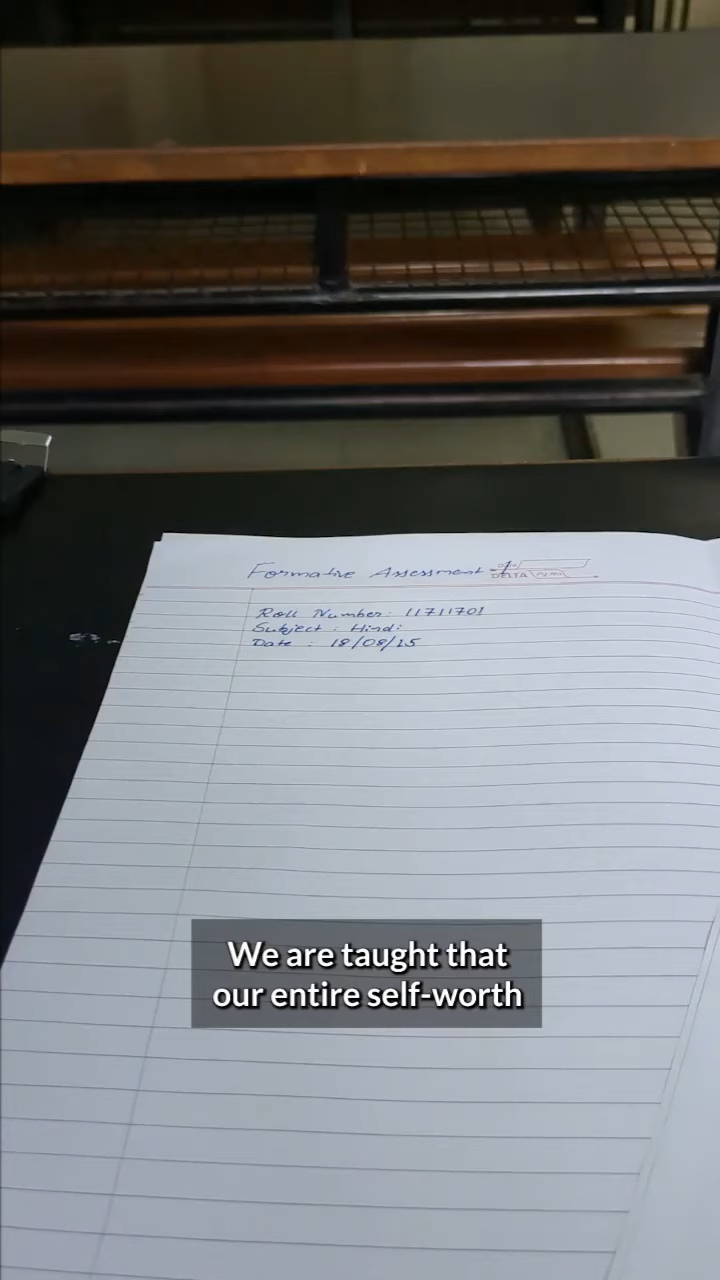 Formative Assessment - 1
DELTA
Roll Number: 11711701
Subject : Hindi
Date : 18/08/25
We are taught that
our entire self-worth